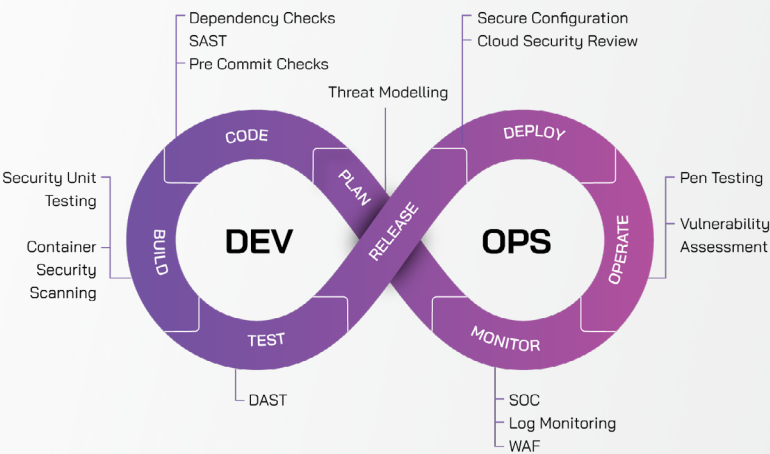 Dependency Checks
SAST
Pre Commit Checks
Secure Configuration
Cloud Security Review
Threat Modelling
CODE
DEPLOY
PLAN
RELEASE
Security Unit
Testing
Container
Security
Scanning
BUILD
DEV
OPS
OPERATE
Pen Testing
Vulnerability
Assessment
TEST
MONITOR
DAST
SOC
Log Monitoring
WAF